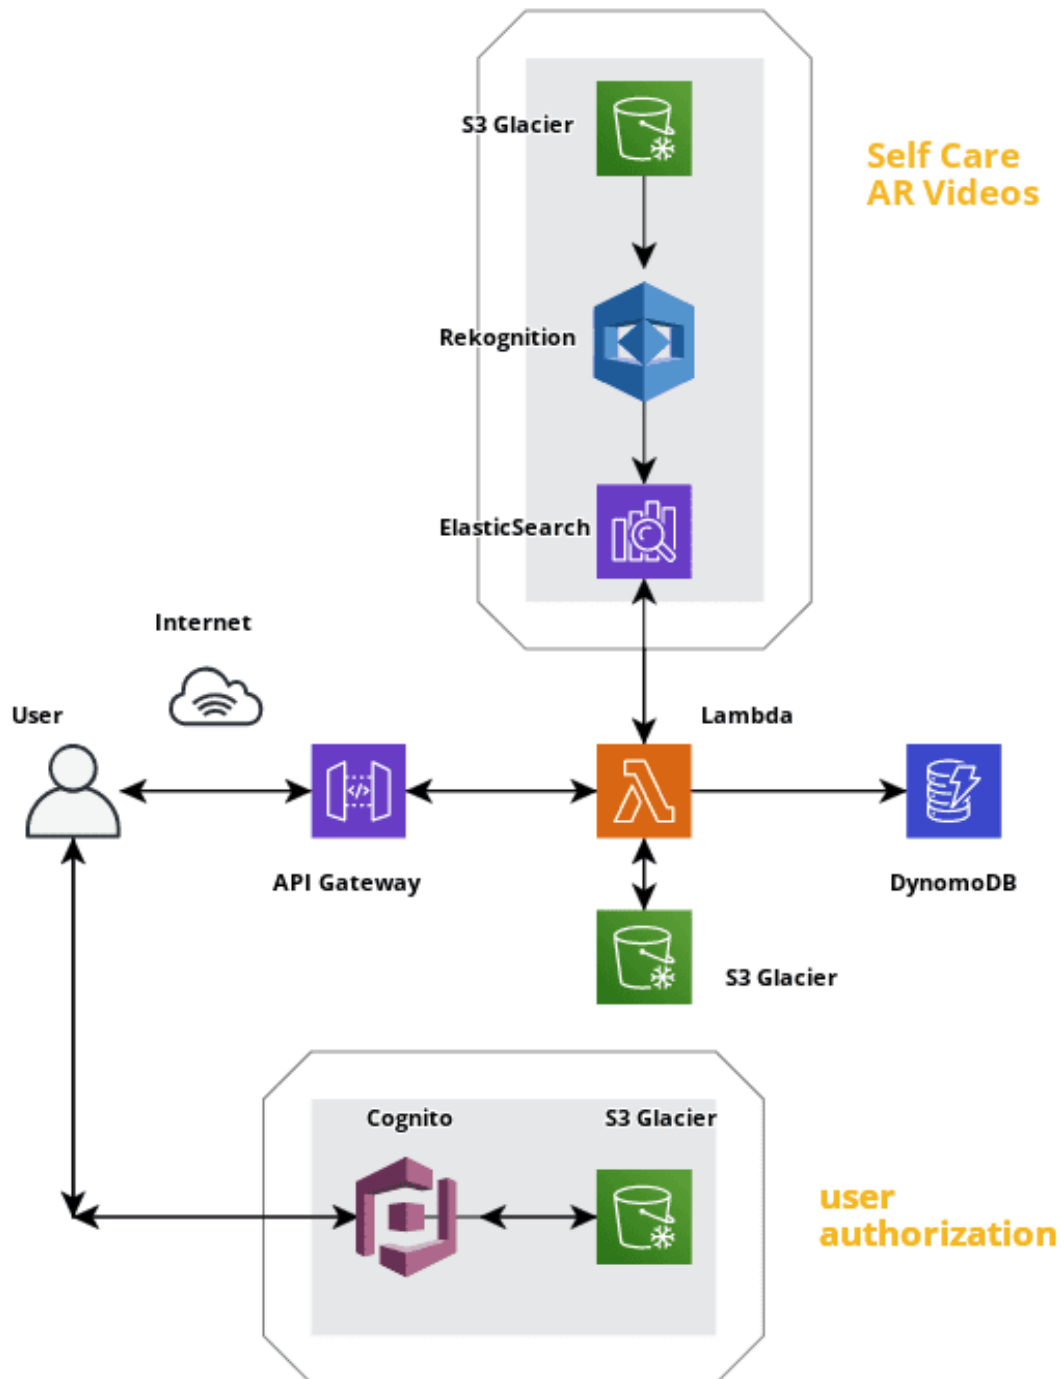 S3 Glacier
Self Care
AR Videos
Rekognition
ElasticSearch
Internet
User
Lambda
</>
API Gateway
DynomoDB
S3 Glacier
Cognito
S3 Glacier
user
authorization